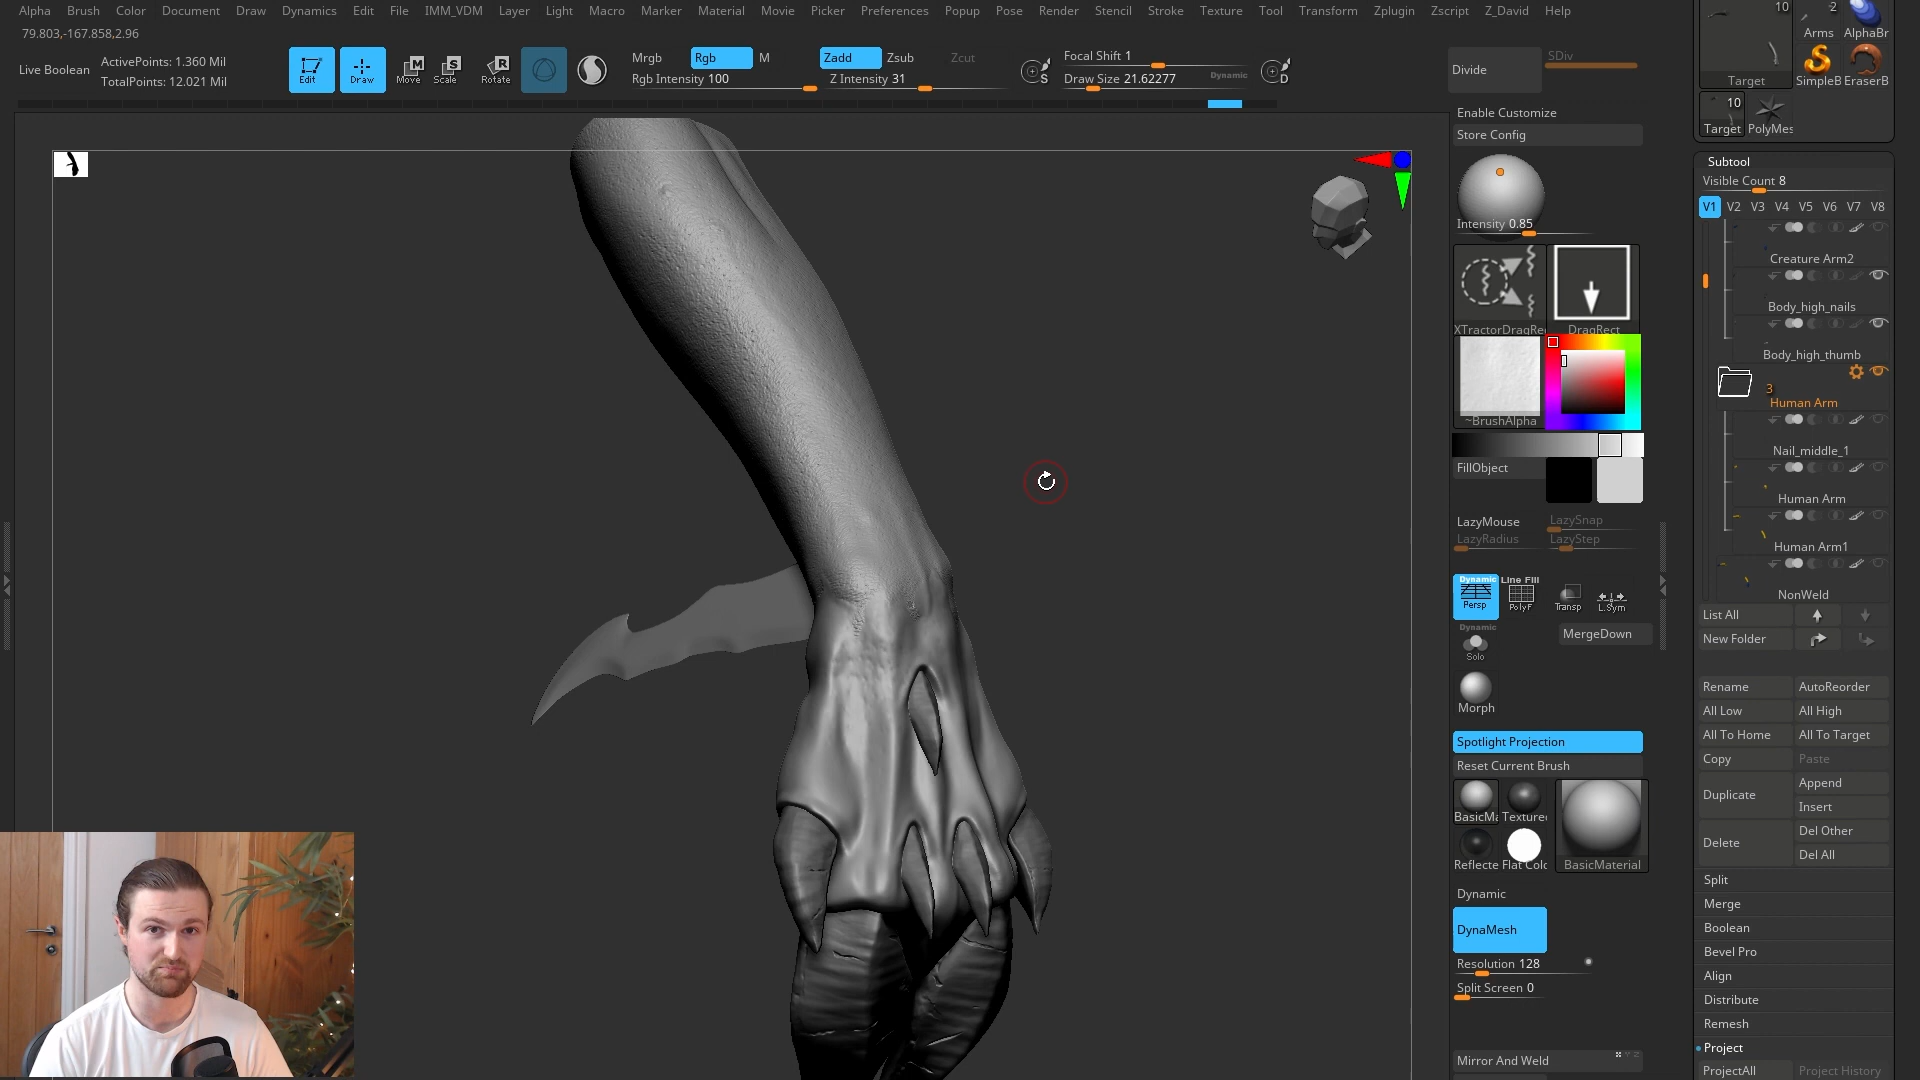 Alpha Brush Color Document Draw Dynamics Edit File IMM_VDM Layer Light Macro Marker Material Movie Picker Preferences Popup Pose Render Stencil Stroke Texture Tool Transform Zplugin Zscript Z_David Help
79.803,-167.858,2.96
Live Boolean
ActivePoints: 1.360 Mil
TotalPoints: 12.021 Mil
Edit Draw Move Scale Rotate
Mrgb Rgb M
Rgb Intensity 100
Zadd Zsub Zcut
Z Intensity 31
Focal Shift 1
Draw Size 21.62277 Dynamic
S D
Divide SDiv
Enable Customize
Store Config
Intensity 0.85
XTractorDragRe DragRect
~BrushAlpha
FillObject
LazyMouse LazySnap
LazyRadius LazyStep
Dynamic Line Fill
Persp PolyF Transp L.Sym
Dynamic
Solo
MergeDown
Morph
Spotlight Projection
Reset Current Brush
BasicMa Texture
Reflecte Flat Colo BasicMaterial
Dynamic
DynaMesh
Resolution 128
Split Screen 0
Mirror And Weld
10 2
Arms AlphaBr
Target SimpleB EraserB
10
Target PolyMes
Subtool
Visible Count 8
V1 V2 V3 V4 V5 V6 V7 V8
Creature Arm2
Body_high_nails
Body_high_thumb
3
Human Arm
Nail_middle_1
Human Arm
Human Arm1
NonWeld
List All
New Folder
Rename AutoReorder
All Low All High
All To Home All To Target
Copy Paste
Duplicate Append
Insert
Delete Del Other
Del All
Split
Merge
Boolean
Bevel Pro
Align
Distribute
Remesh
Project
ProjectAll Project History